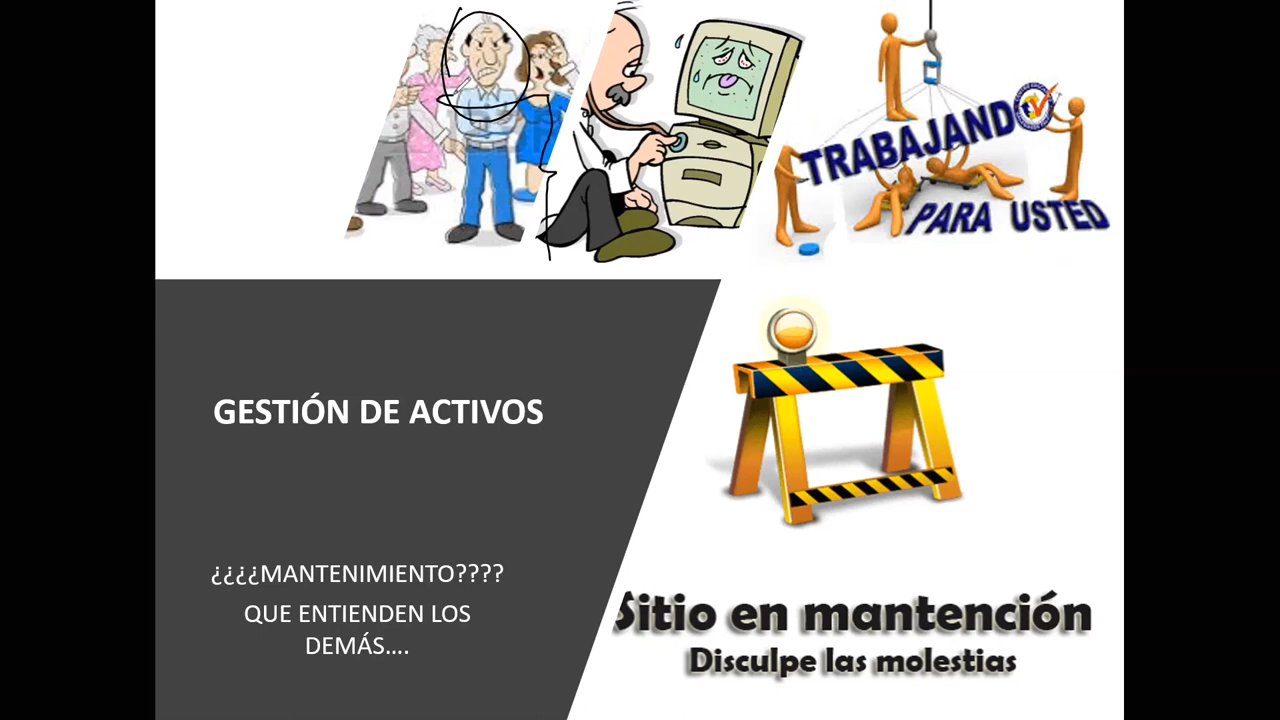 TRABAJANDO
PARA USTED
GESTIÓN DE ACTIVOS
¿¿¿¿MANTENIMIENTO????
QUE ENTIENDEN LOS
DEMÁS....
Sitio en mantención
Disculpe las molestias